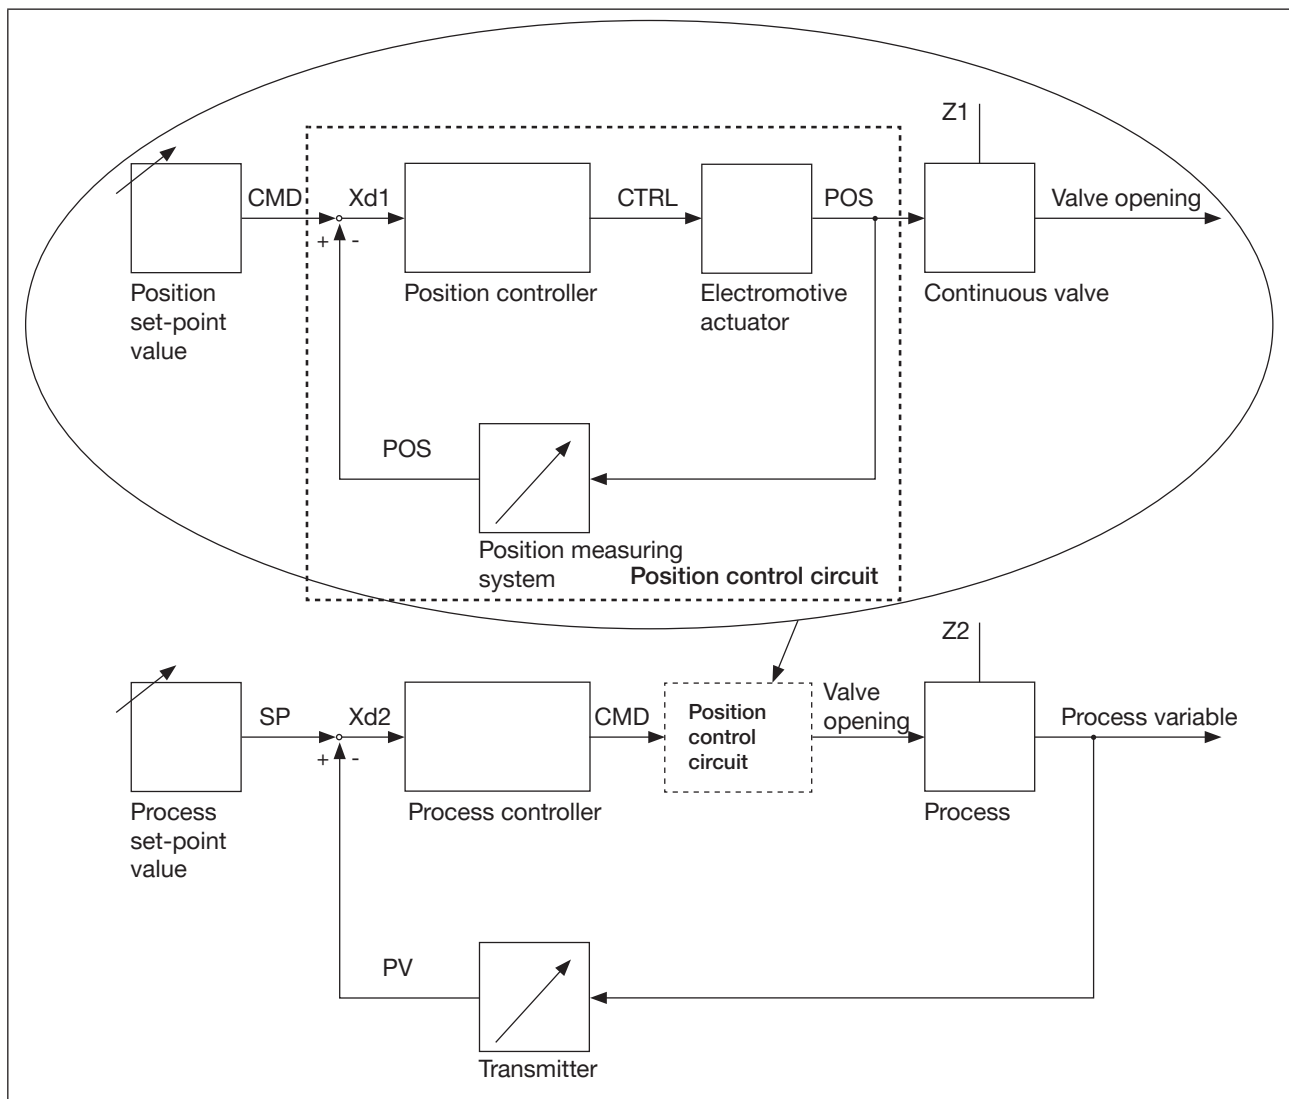 Z1
CMD
Xd1
CTRL
POS
Valve opening
+ -
Position
set-point
value
Position controller
Electromotive
actuator
Continuous valve
POS
Position measuring
system
Position control circuit
Z2
SP
Xd2
CMD
Position
control
circuit
Valve
opening
Process variable
+ -
Process
set-point
value
Process controller
Process
PV
Transmitter